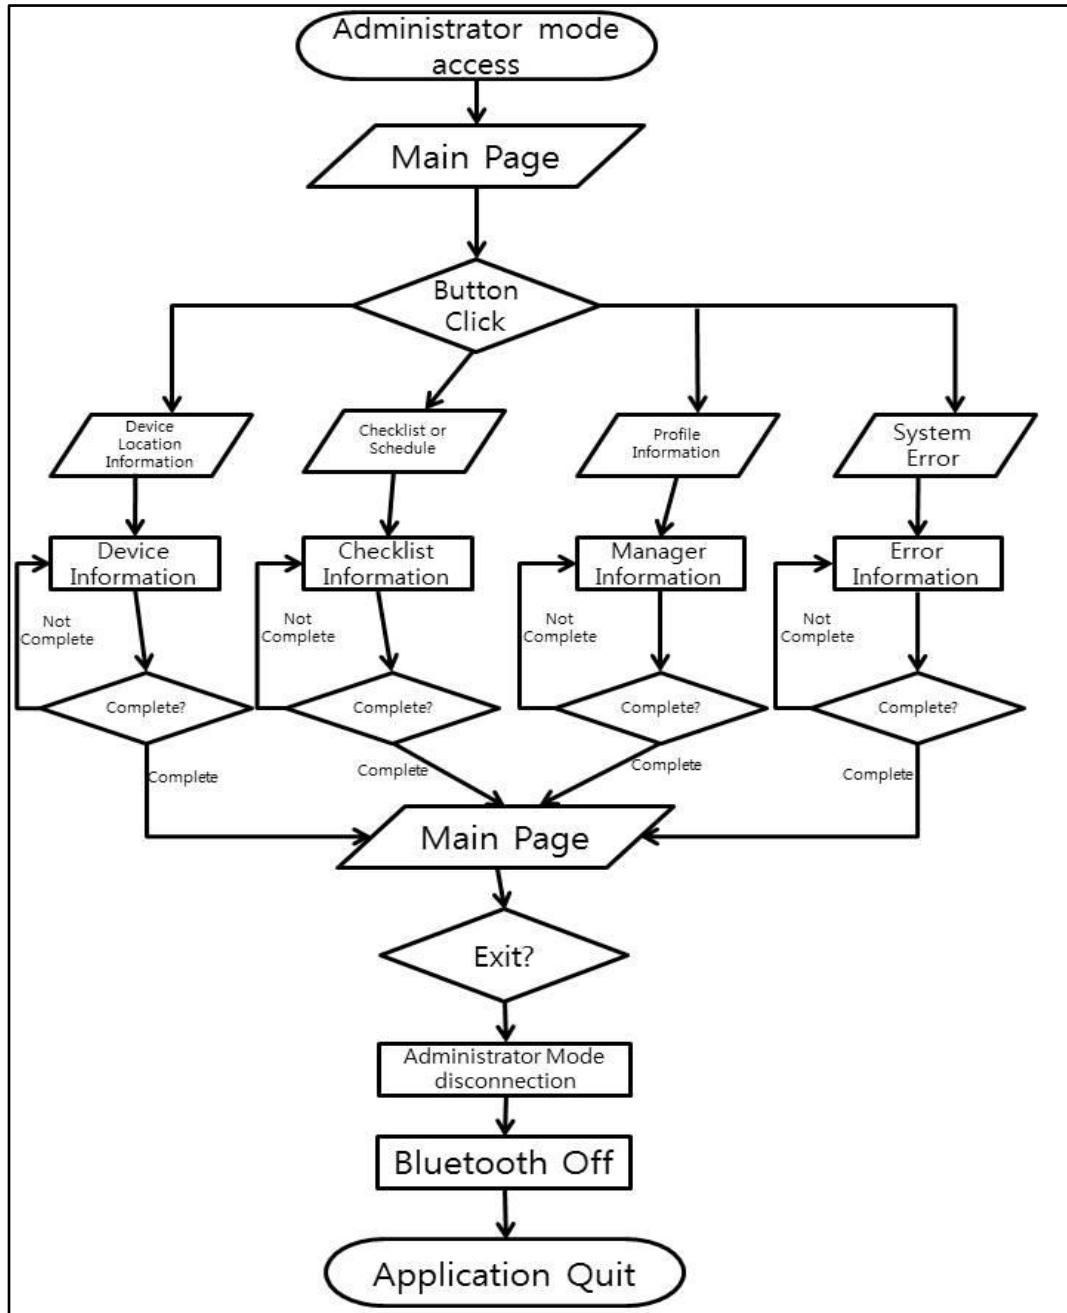 Administrator mode
access
Main Page
Button
Click
Device
Location
Information
Checklist or
Schedule
Profile
Information
System
Error
Device
Information
Checklist
Information
Manager
Information
Error
Information
Not
Complete
Not
Complete
Not
Complete
Not
Complete
Complete?
Complete?
Complete?
Complete?
Complete
Complete
Complete
Complete
Main Page
Exit?
Administrator Mode
disconnection
Bluetooth Off
Application Quit